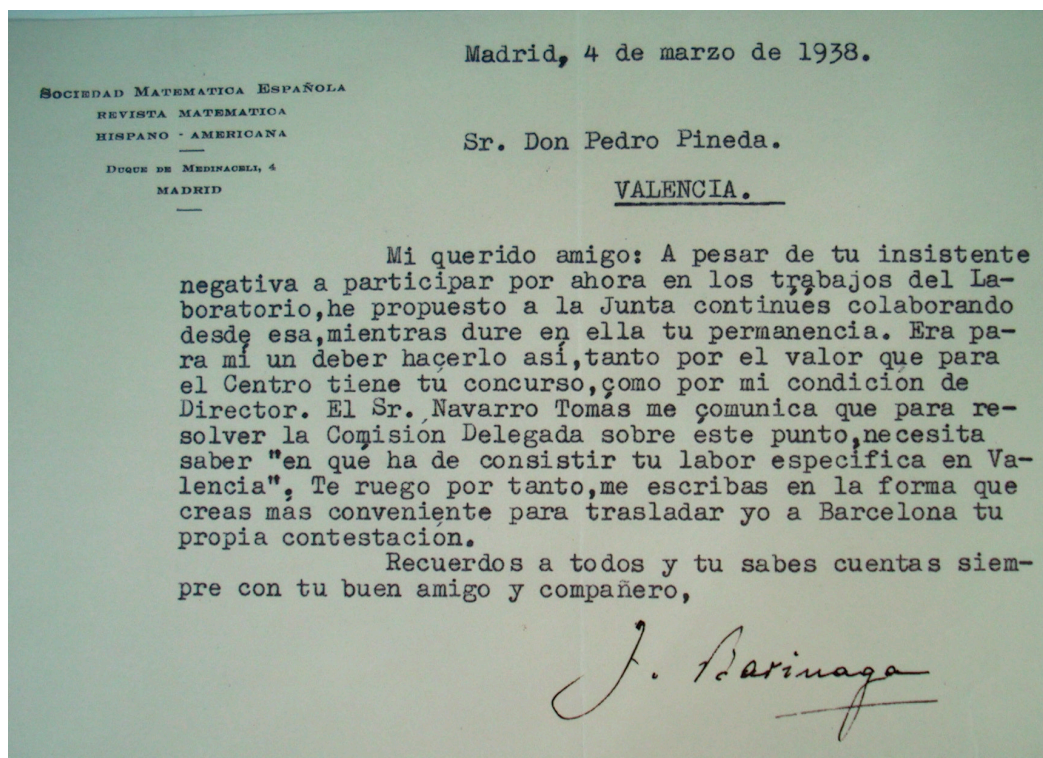 Madrid, 4 de marzo de 1938.
SOCIEDAD MATEMATICA ESPAÑOLA
REVISTA MATEMATICA
HISPANO - AMERICANA
DUQUE DE MEDINACELI, 4
MADRID
Sr. Don Pedro Pineda.
VALENCIA.
Mi querido amigo: A pesar de tu insistente
negativa a participar por ahora en los trabajos del La-
boratorio,he propuesto a la Junta continúes colaborando
desde esa,mientras dure en ella tu permanencia. Era pa-
ra mí un deber hacerlo así,tanto por el valor que para
el Centro tiene tu concurso,como por mi condición de
Director. El Sr. Navarro Tomás me comunica que para re-
solver la Comisión Delegada sobre este punto,necesita
saber "en qué ha de consistir tu labor específica en Va-
lencia". Te ruego por tanto,me escribas en la forma que
creas más conveniente para trasladar yo a Barcelona tu
propia contestación.
Recuerdos a todos y tu sabes cuentas siem-
pre con tu buen amigo y compañero,
J. Barinaga